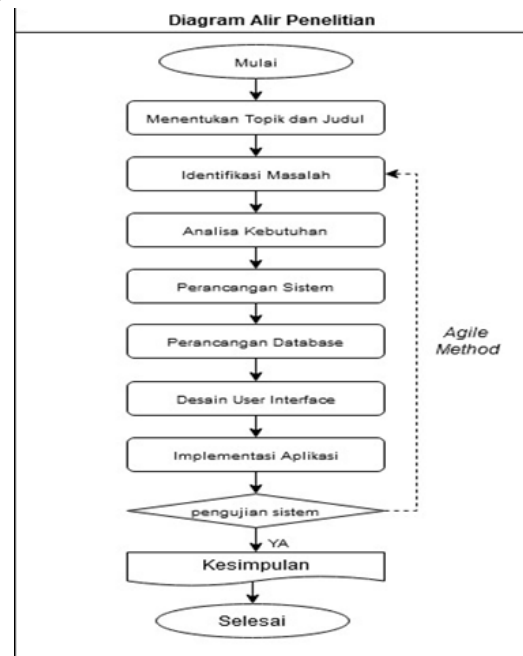 Diagram Alir Penelitian
Mulai
Menentukan Topik dan Judul
Identifikasi Masalah
Analisa Kebutuhan
Perancangan Sistem
Perancangan Database
Agile
Method
Desain User Interface
Implementasi Aplikasi
pengujian sistem
YA
Kesimpulan
Selesai